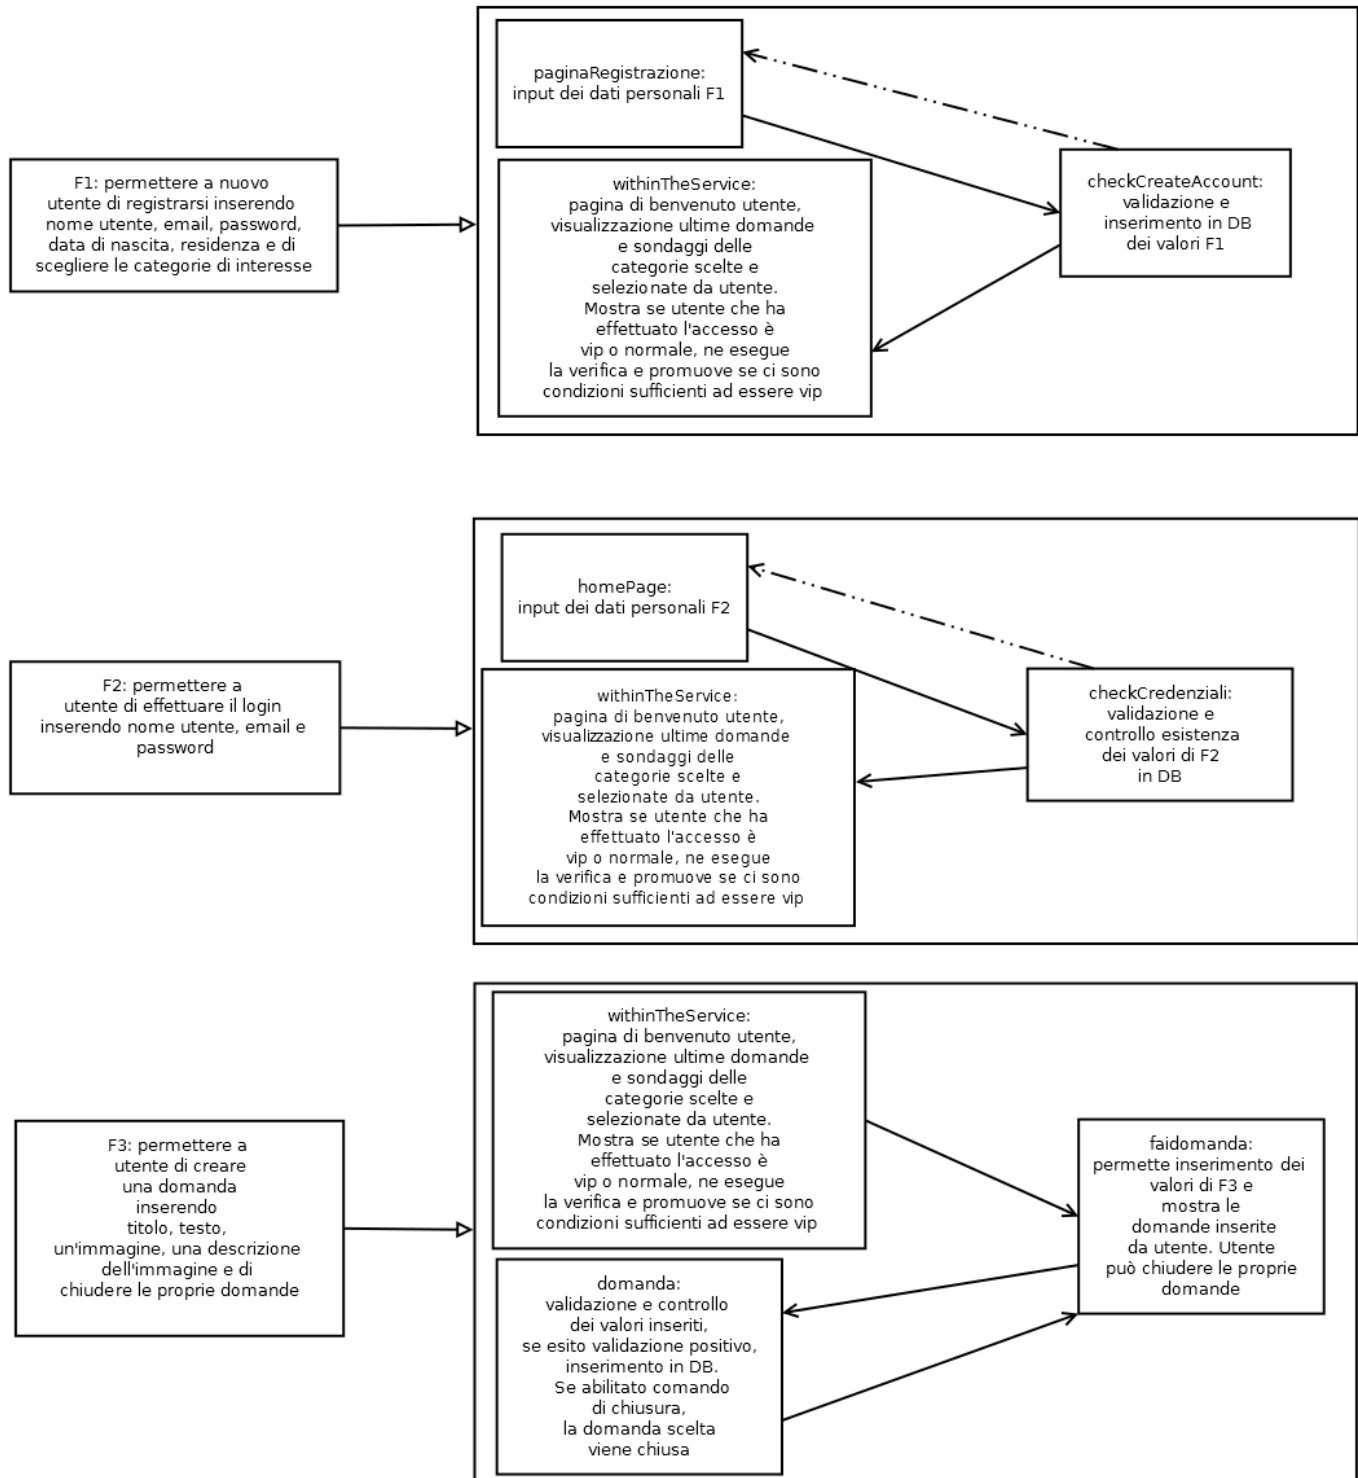 paginaRegistrazione:
input dei dati personali F1
F1: permettere a nuovo
utente di registrarsi inserendo
nome utente, email, password,
data di nascita, residenza e di
scegliere le categorie di interesse
withinTheService:
pagina di benvenuto utente,
visualizzazione ultime domande
e sondaggi delle
categorie scelte e
selezionate da utente.
Mostra se utente che ha
effettuato l'accesso è
vip o normale, ne esegue
la verifica e promuove se ci sono
condizioni sufficienti ad essere vip
checkCreateAccount:
validazione e
inserimento in DB
dei valori F1
homePage:
input dei dati personali F2
F2: permettere a
utente di effettuare il login
inserendo nome utente, email e
password
withinTheService:
pagina di benvenuto utente,
visualizzazione ultime domande
e sondaggi delle
categorie scelte e
selezionate da utente.
Mostra se utente che ha
effettuato l'accesso è
vip o normale, ne esegue
la verifica e promuove se ci sono
condizioni sufficienti ad essere vip
checkCredenziali:
validazione e
controllo esistenza
dei valori di F2
in DB
F3: permettere a
utente di creare
una domanda
inserendo
titolo, testo,
un'immagine, una descrizione
dell'immagine e di
chiudere le proprie domande
withinTheService:
pagina di benvenuto utente,
visualizzazione ultime domande
e sondaggi delle
categorie scelte e
selezionate da utente.
Mostra se utente che ha
effettuato l'accesso è
vip o normale, ne esegue
la verifica e promuove se ci sono
condizioni sufficienti ad essere vip
faidomanda:
permette inserimento dei
valori di F3 e
mostra le
domande inserite
da utente. Utente
può chiudere le proprie
domande
domanda:
validazione e controllo
dei valori inseriti,
se esito validazione positivo,
inserimento in DB.
Se abilitato comando
di chiusura,
la domanda scelta
viene chiusa